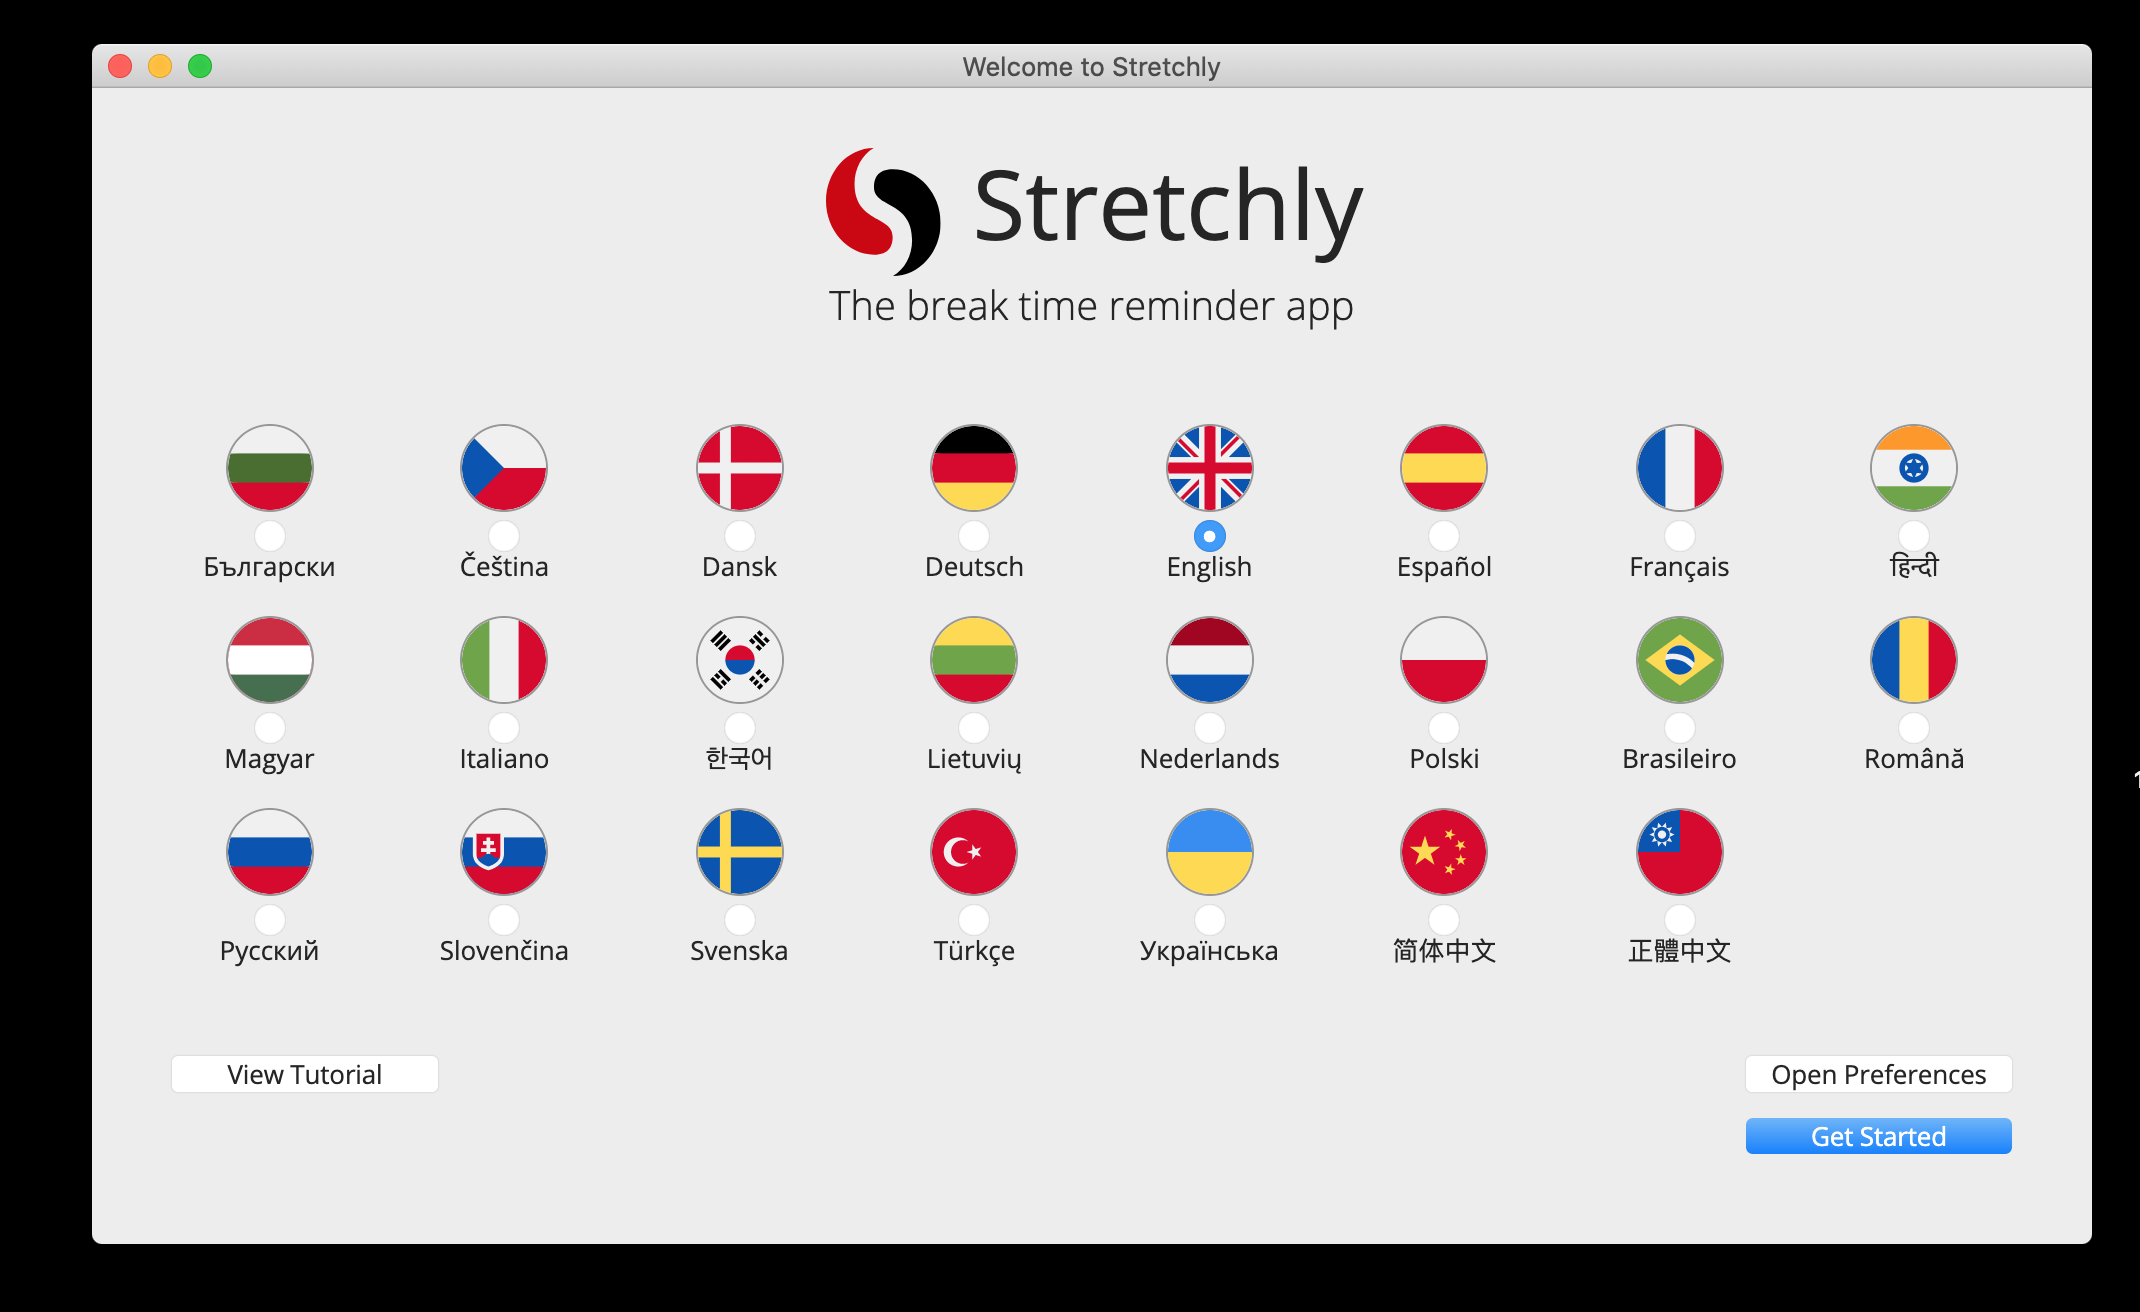 Welcome to Stretchly
Stretchly
The break time reminder app
Български Čeština Dansk Deutsch English Español Français हिन्दी
Magyar Italiano 한국어 Lietuvių Nederlands Polski Brasileiro Română
Русский Slovenčina Svenska Türkçe Українська 简体中文 正體中文
View Tutorial Open Preferences
Get Started